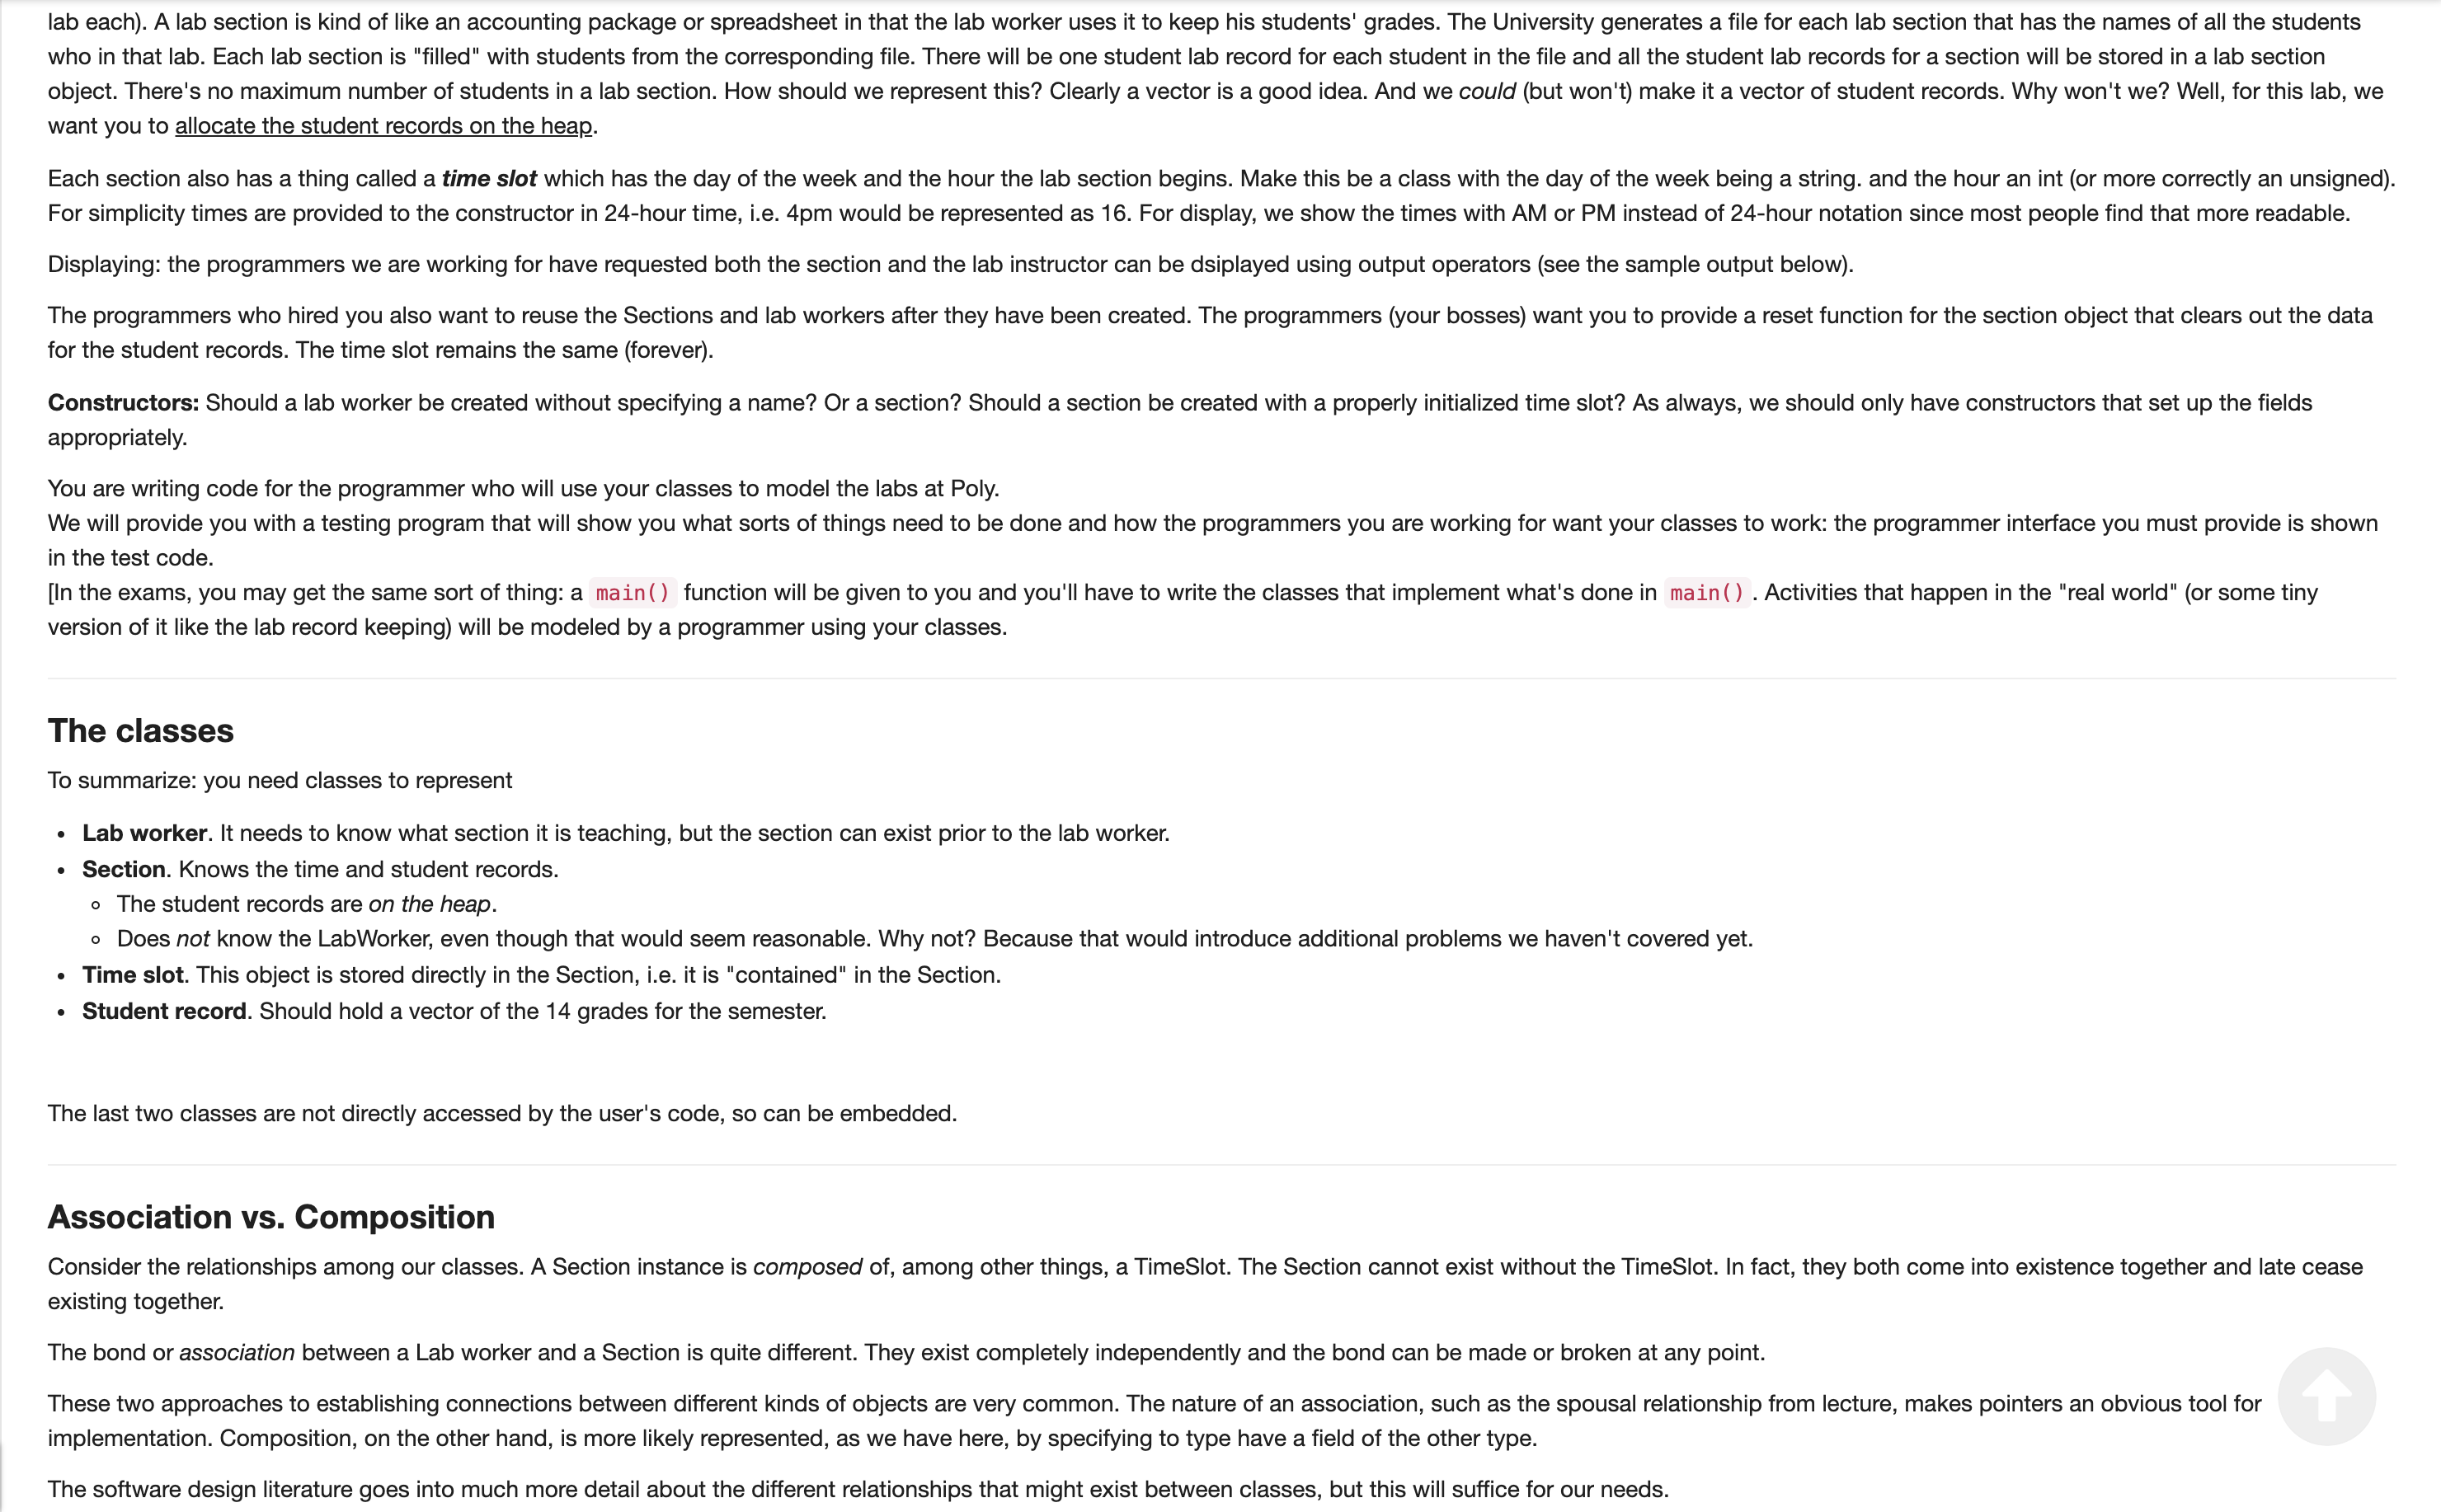 lab each). A lab section is kind of like an accounting package or spreadsheet in that the lab worker uses it to keep his students' grades. The University generates a file for each lab section that has the names of all the students
who in that lab. Each lab section is "filled" with students from the corresponding file. There will be one student lab record for each student in the file and all the student lab records for a section will be stored in a lab section
object. There's no maximum number of students in a lab section. How should we represent this? Clearly a vector is a good idea. And we could (but won't) make it a vector of student records. Why won't we? Well, for this lab, we
want you to allocate the student records on the heap.
Each section also has a thing called a time slot which has the day of the week and the hour the lab section begins. Make this be a class with the day of the week being a string. and the hour an int (or more correctly an unsigned).
For simplicity times are provided to the constructor in 24-hour time, i.e. 4pm would be represented as 16. For display, we show the times with AM or PM instead of 24-hour notation since most people find that more readable.
Displaying: the programmers we are working for have requested both the section and the lab instructor can be dsiplayed using output operators (see the sample output below).
The programmers who hired you also want to reuse the Sections and lab workers after they have been created. The programmers (your bosses) want you to provide a reset function for the section object that clears out the data
for the student records. The time slot remains the same (forever).
Constructors: Should a lab worker be created without specifying a name? Or a section? Should a section be created with a properly initialized time slot? As always, we should only have constructors that set up the fields
appropriately.
You are writing code for the programmer who will use your classes to model the labs at Poly.
We will provide you with a testing program that will show you what sorts of things need to be done and how the programmers you are working for want your classes to work: the programmer interface you must provide is shown
in the test code.
[In the exams, you may get the same sort of thing: a main() function will be given to you and you'll have to write the classes that implement what's done in main(). Activities that happen in the "real world" (or some tiny
version of it like the lab record keeping) will be modeled by a programmer using your classes.
The classes
To summarize: you need classes to represent
• Lab worker. It needs to know what section it is teaching, but the section can exist prior to the lab worker.
• Section. Knows the time and student records.
◦ The student records are on the heap.
◦ Does not know the LabWorker, even though that would seem reasonable. Why not? Because that would introduce additional problems we haven't covered yet.
• Time slot. This object is stored directly in the Section, i.e. it is "contained" in the Section.
• Student record. Should hold a vector of the 14 grades for the semester.
The last two classes are not directly accessed by the user's code, so can be embedded.
Association vs. Composition
Consider the relationships among our classes. A Section instance is composed of, among other things, a TimeSlot. The Section cannot exist without the TimeSlot. In fact, they both come into existence together and late cease
existing together.
The bond or association between a Lab worker and a Section is quite different. They exist completely independently and the bond can be made or broken at any point.
These two approaches to establishing connections between different kinds of objects are very common. The nature of an association, such as the spousal relationship from lecture, makes pointers an obvious tool for
implementation. Composition, on the other hand, is more likely represented, as we have here, by specifying to type have a field of the other type.
The software design literature goes into much more detail about the different relationships that might exist between classes, but this will suffice for our needs.